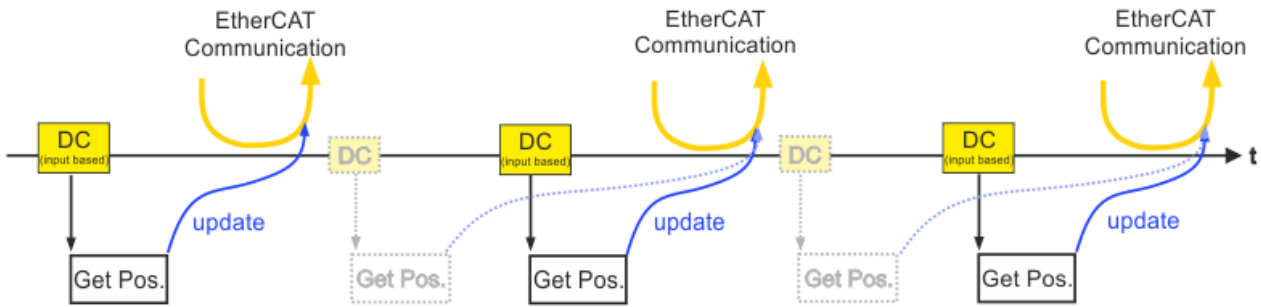 EtherCAT
Communication
EtherCAT
Communication
EtherCAT
Communication
DC
(input based)
DC
DC
(input based)
DC
DC
(input based)
t
update
update
update
Get Pos.
Get Pos.
Get Pos.
Get Pos.
Get Pos.